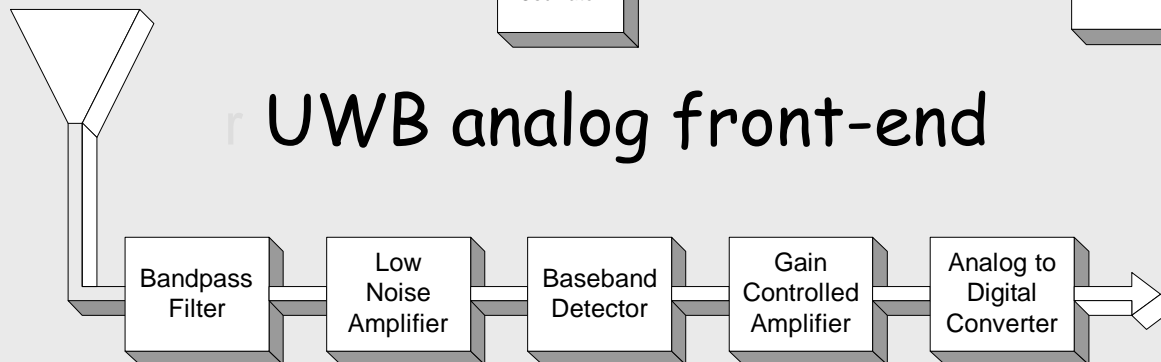 UWB analog front-end
Bandpass
Filter
Low
Noise
Amplifier
Baseband
Detector
Gain
Controlled
Amplifier
Analog to
Digital
Converter